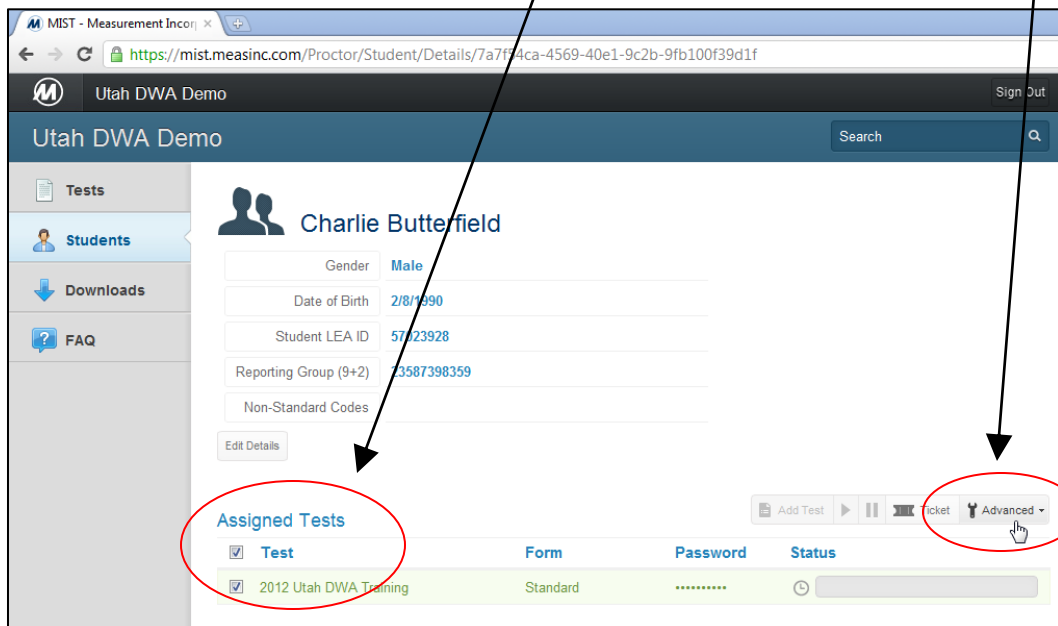 MIST - Measurement Incorp
https://mist.measinc.com/Proctor/Student/Details/7a7f54ca-4569-40e1-9c2b-9fb100f39d1f
Utah DWA Demo Sign Out
Utah DWA Demo Search
Tests
Students
Downloads
FAQ
Charlie Butterfield
Gender Male
Date of Birth 2/8/1990
Student LEA ID 57023928
Reporting Group (9+2) 23587398359
Non-Standard Codes
Edit Details
Assigned Tests Add Test Ticket Advanced
Test Form Password Status
2012 Utah DWA Training Standard ••••••••••